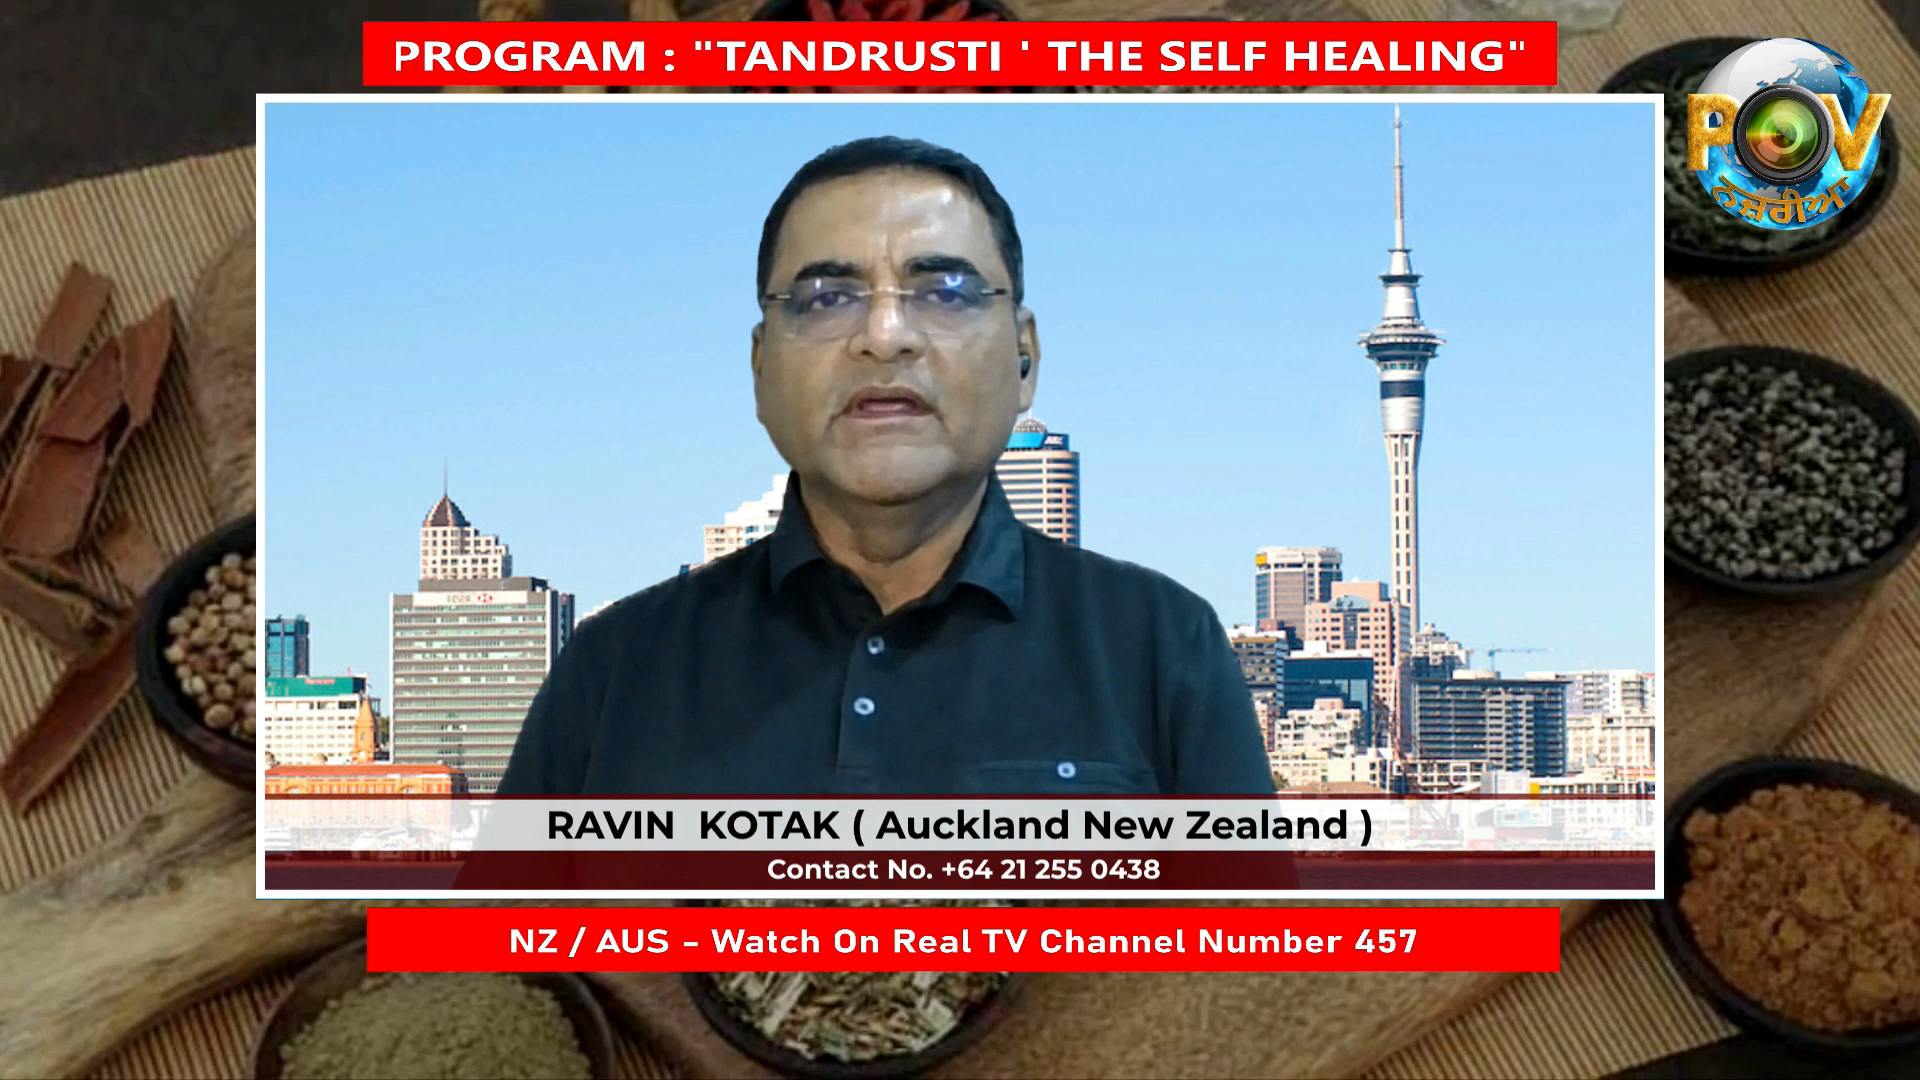 PROGRAM : "TANDRUSTI ' THE SELF HEALING"
POV
ਨਜ਼ਰੀਆ
HSBC
RAVIN KOTAK ( Auckland New Zealand )
Contact No. +64 21 255 0438
NZ / AUS - Watch On Real TV Channel Number 457